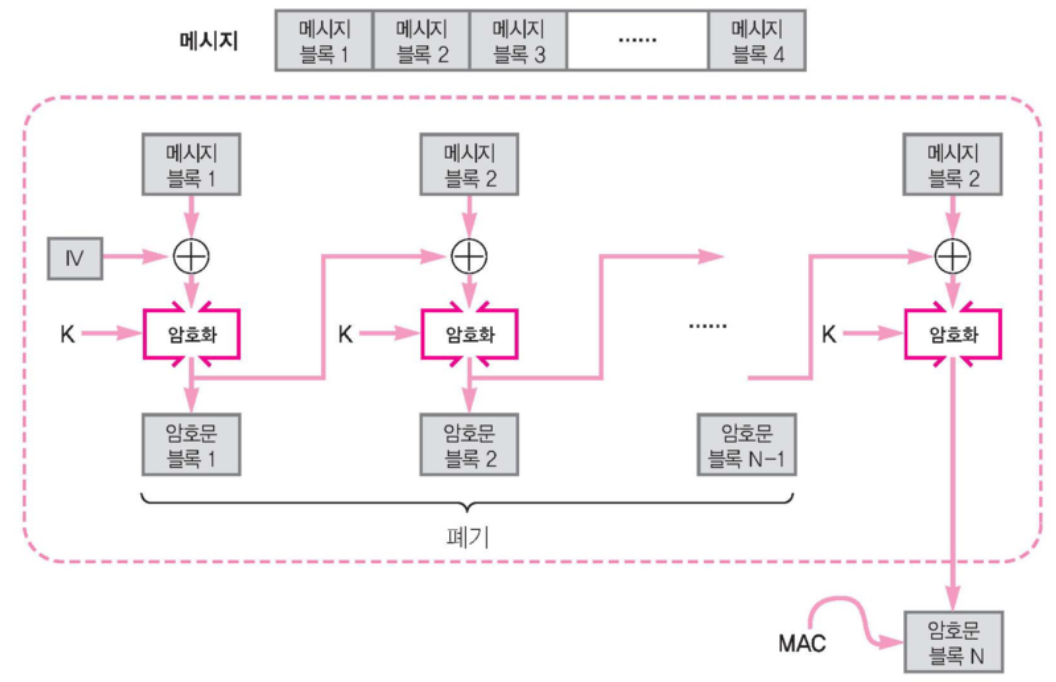 메시지
메시지
블록 1
메시지
블록 2
메시지
블록 3
······
메시지
블록 4
메시지
블록 1
메시지
블록 2
메시지
블록 2
IV
K
암호화
K
암호화
······
K
암호화
암호문
블록 1
암호문
블록 2
암호문
블록 N-1
폐기
MAC
암호문
블록 N